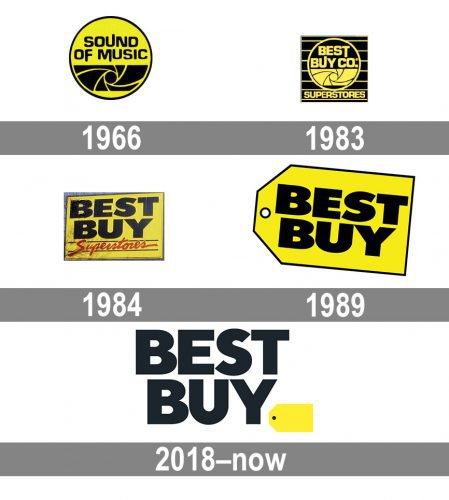 SOUND
OF MUSIC
BEST
BUY CO.
SUPERSTORES
1966
1983
BEST
BUY
Superstores
BEST
BUY
1984
1989
BEST
BUY
2018–now